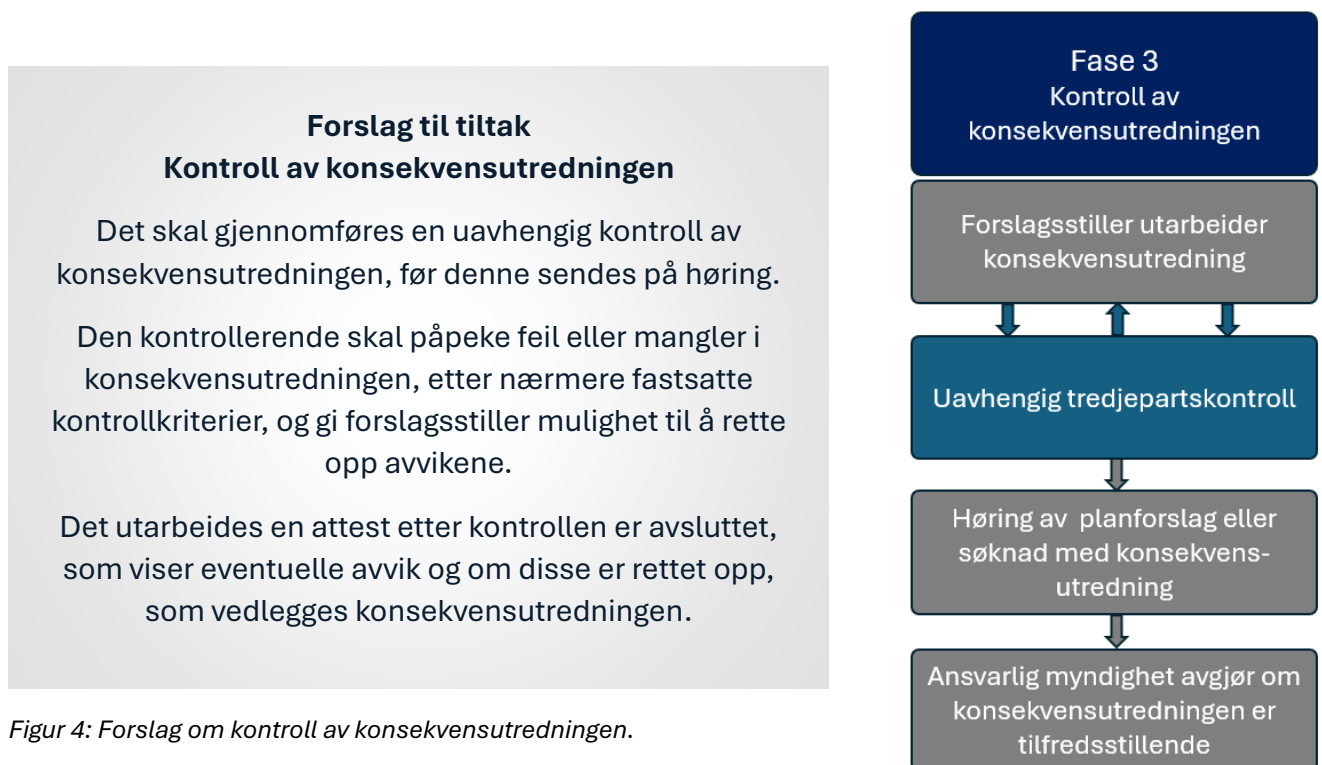 Forslag til tiltak
Kontroll av konsekvensutredningen
Det skal gjennomføres en uavhengig kontroll av
konsekvensutredningen, før denne sendes på høring.
Den kontrollerende skal påpeke feil eller mangler i
konsekvensutredningen, etter nærmere fastsatte
kontrollkriterier, og gi forslagsstiller mulighet til å rette
opp avvikene.
Det utarbeides en attest etter kontrollen er avsluttet,
som viser eventuelle avvik og om disse er rettet opp,
som vedlegges konsekvensutredningen.
Figur 4: Forslag om kontroll av konsekvensutredningen.
Fase 3
Kontroll av
konsekvensutredningen
Forslagsstiller utarbeider
konsekvensutredning
Uavhengig tredjepartskontroll
Høring av  planforslag eller
søknad med konsekvens-
utredning
Ansvarlig myndighet avgjør om
konsekvensutredningen er
tilfredsstillende